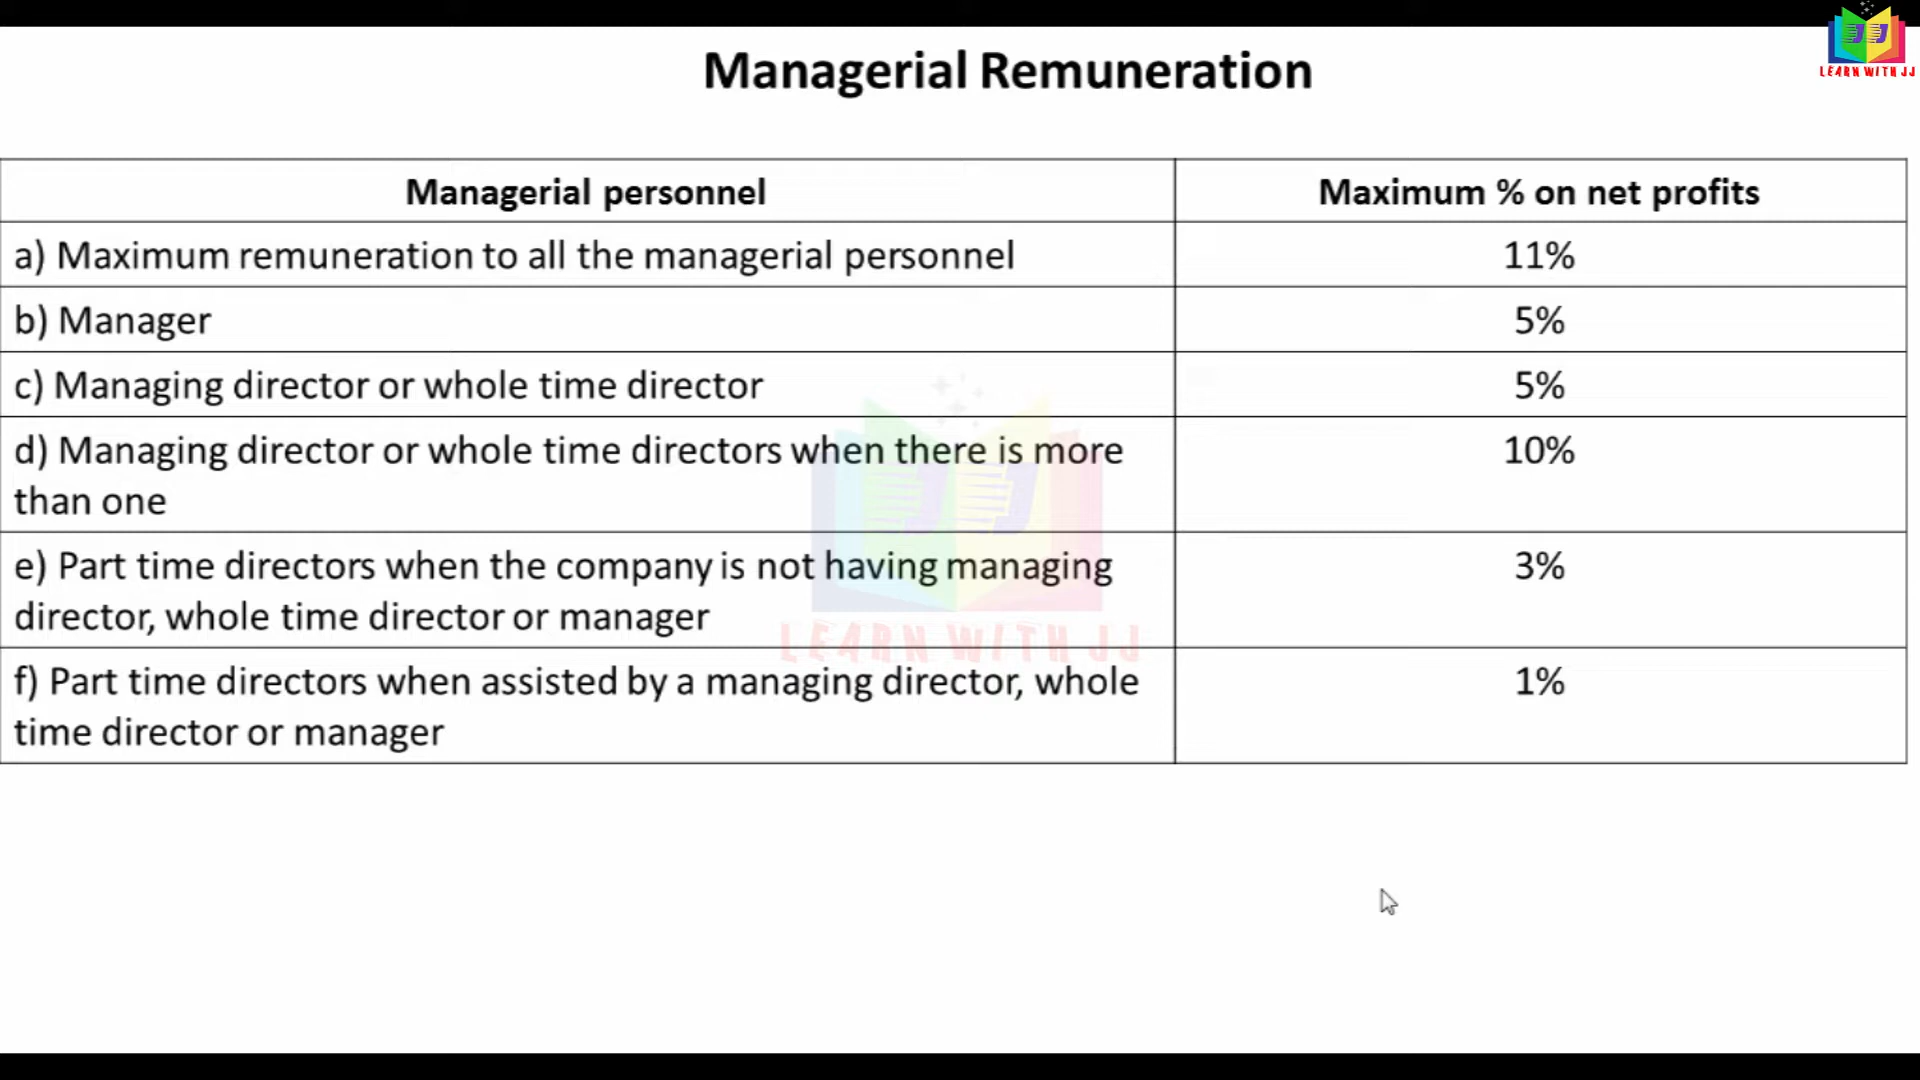 LEARN WITH JJ
Managerial Remuneration
Managerial personnel
Maximum % on net profits
a) Maximum remuneration to all the managerial personnel
11%
b) Manager
5%
c) Managing director or whole time director
5%
d) Managing director or whole time directors when there is more
than one
10%
e) Part time directors when the company is not having managing
director, whole time director or manager
3%
f) Part time directors when assisted by a managing director, whole
time director or manager
1%
LEARN WITH JJ